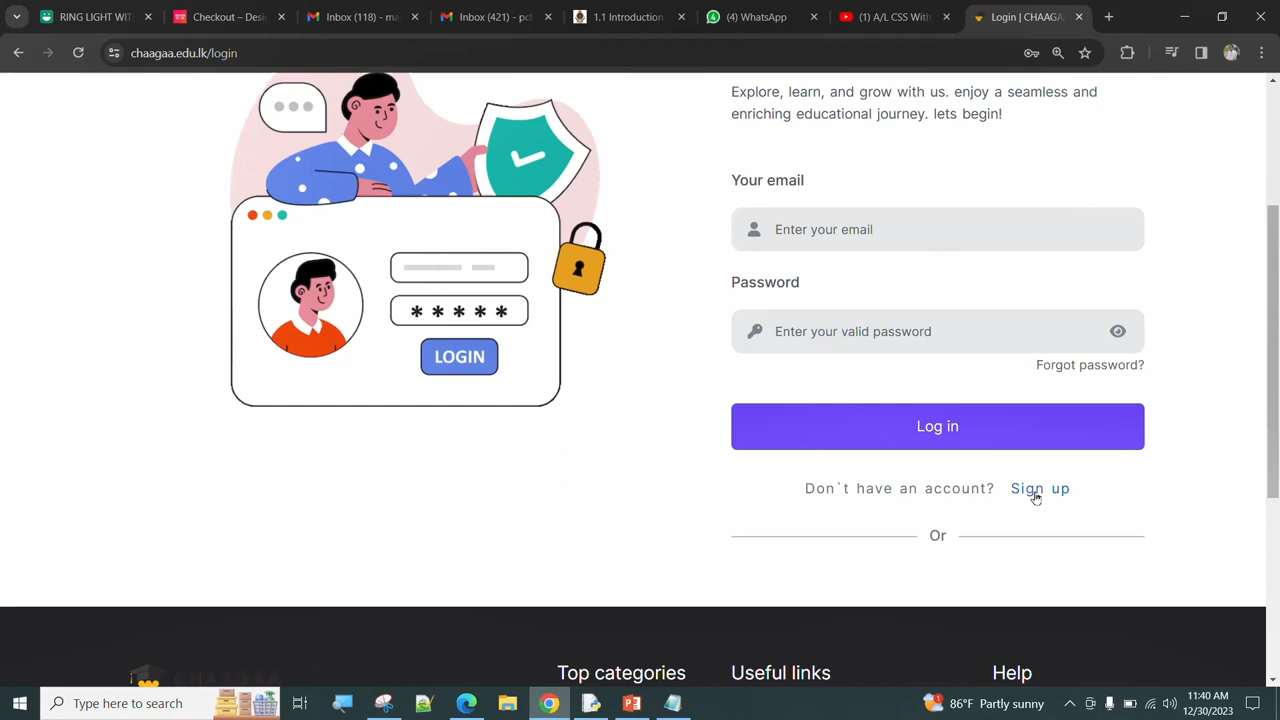 RING LIGHT WIT
Checkout – Desi
Inbox (118) - ma
Inbox (421) - pch
1.1 Introduction
(4) WhatsApp
(1) A/L CSS With
Login | CHAAGA
chaagaa.edu.lk/login
Explore, learn, and grow with us. enjoy a seamless and
enriching educational journey. lets begin!
Your email
Enter your email
Password
Enter your valid password
Forgot password?
Log in
Don`t have an account? Sign up
Or
* * * * *
LOGIN
CHAAGAA
Top categories
Useful links
Help
Type here to search
86°F Partly sunny
11:40 AM
12/30/2023